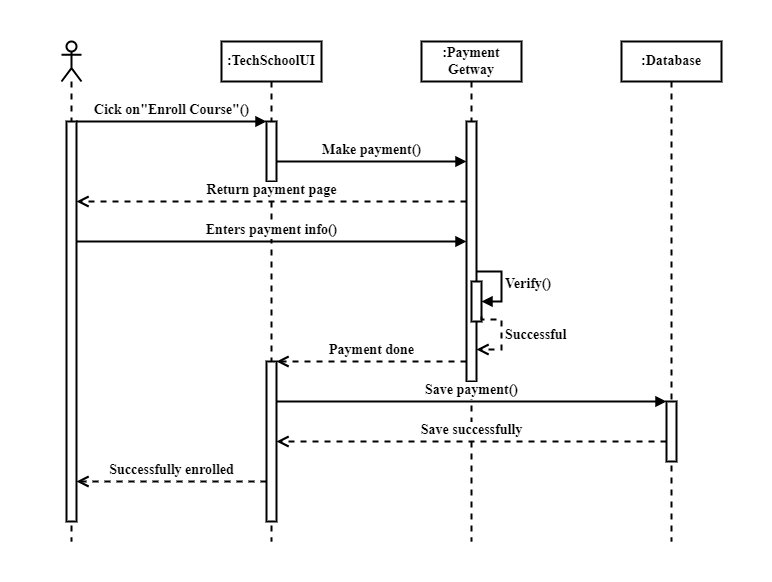 :TechSchoolUI
:Payment
Getway
:Database
Cick on"Enroll Course"()
Make payment()
Return payment page
Enters payment info()
Verify()
Successful
Payment done
Save payment()
Save successfully
Successfully enrolled